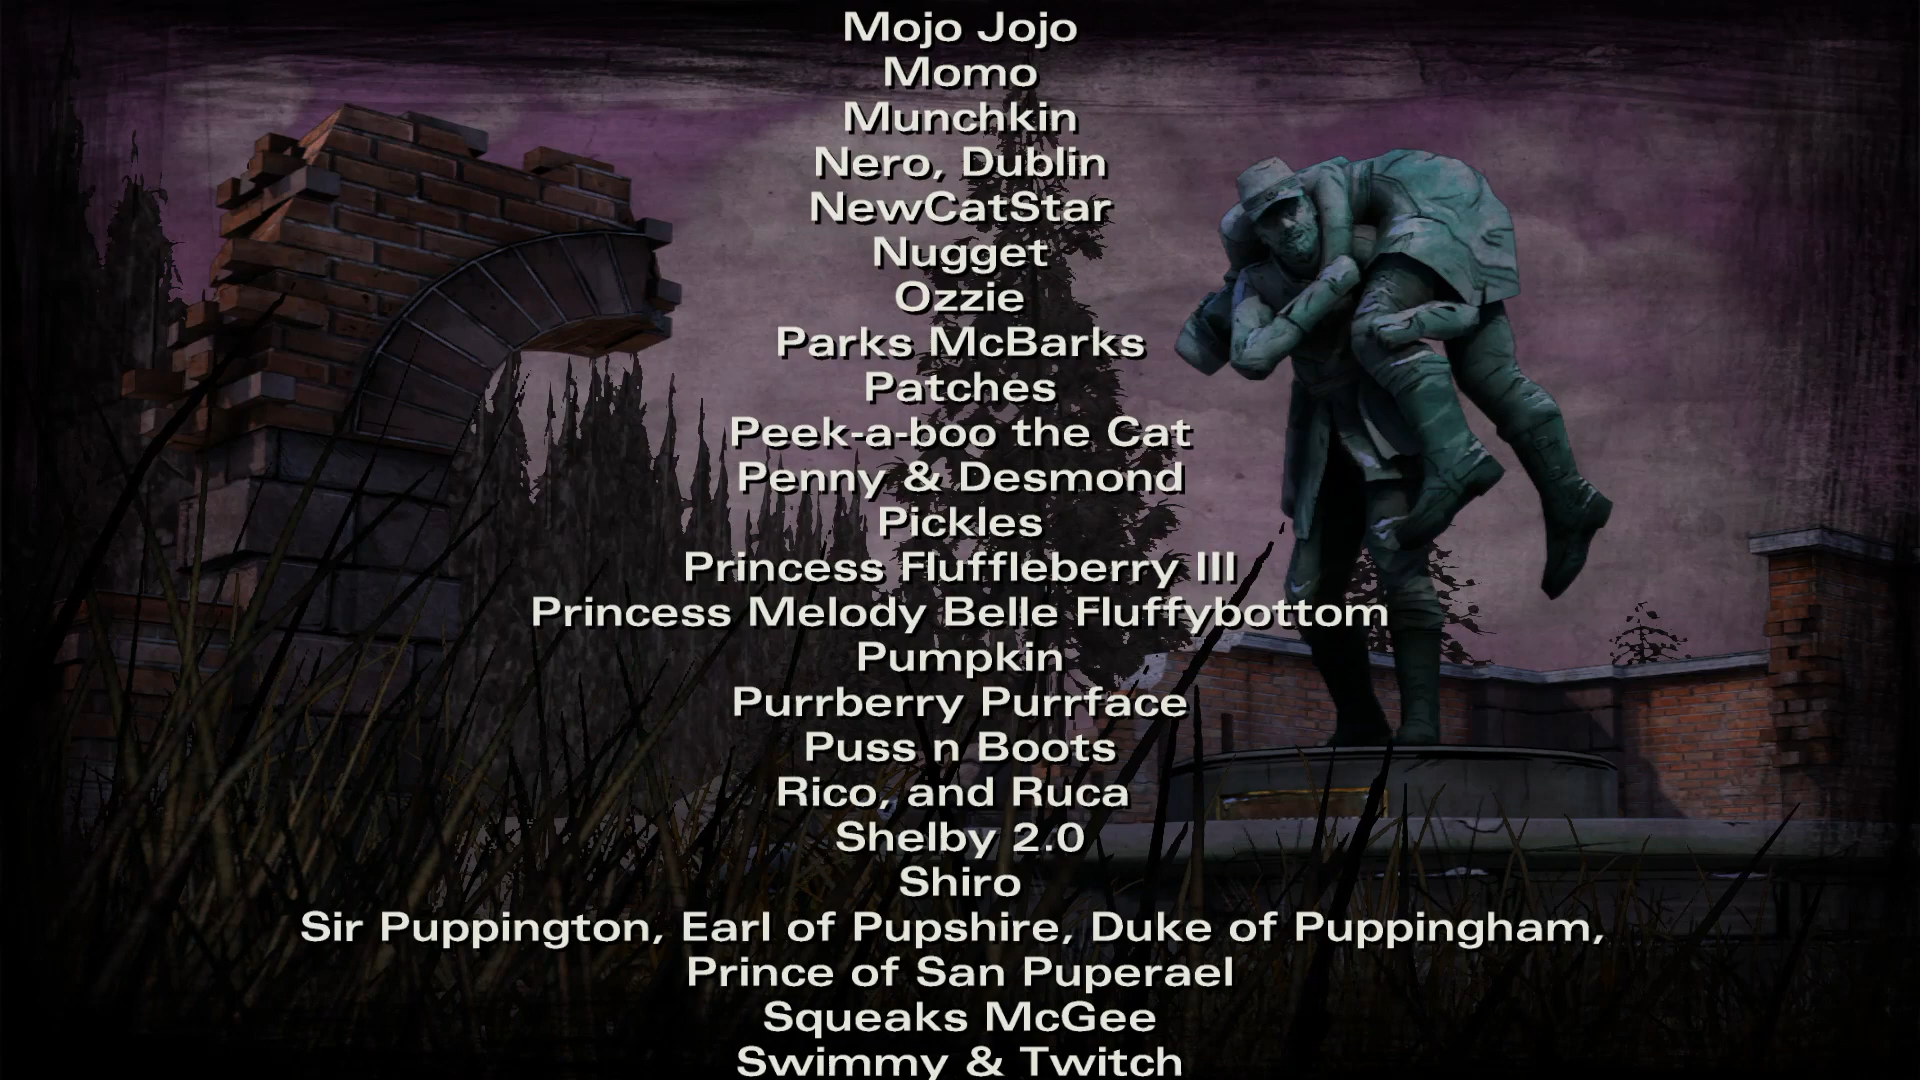 Mojo Jojo
Momo
Munchkin
Nero, Dublin
NewCatStar
Nugget
Ozzie
Parks McBarks
Patches
Peek-a-boo the Cat
Penny & Desmond
Pickles
Princess Fluffleberry III
Princess Melody Belle Fluffybottom
Pumpkin
Purrberry Purrface
Puss n Boots
Rico, and Ruca
Shelby 2.0
Shiro
Sir Puppington, Earl of Pupshire, Duke of Puppingham,
Prince of San Puperael
Squeaks McGee
Swimmy & Twitch